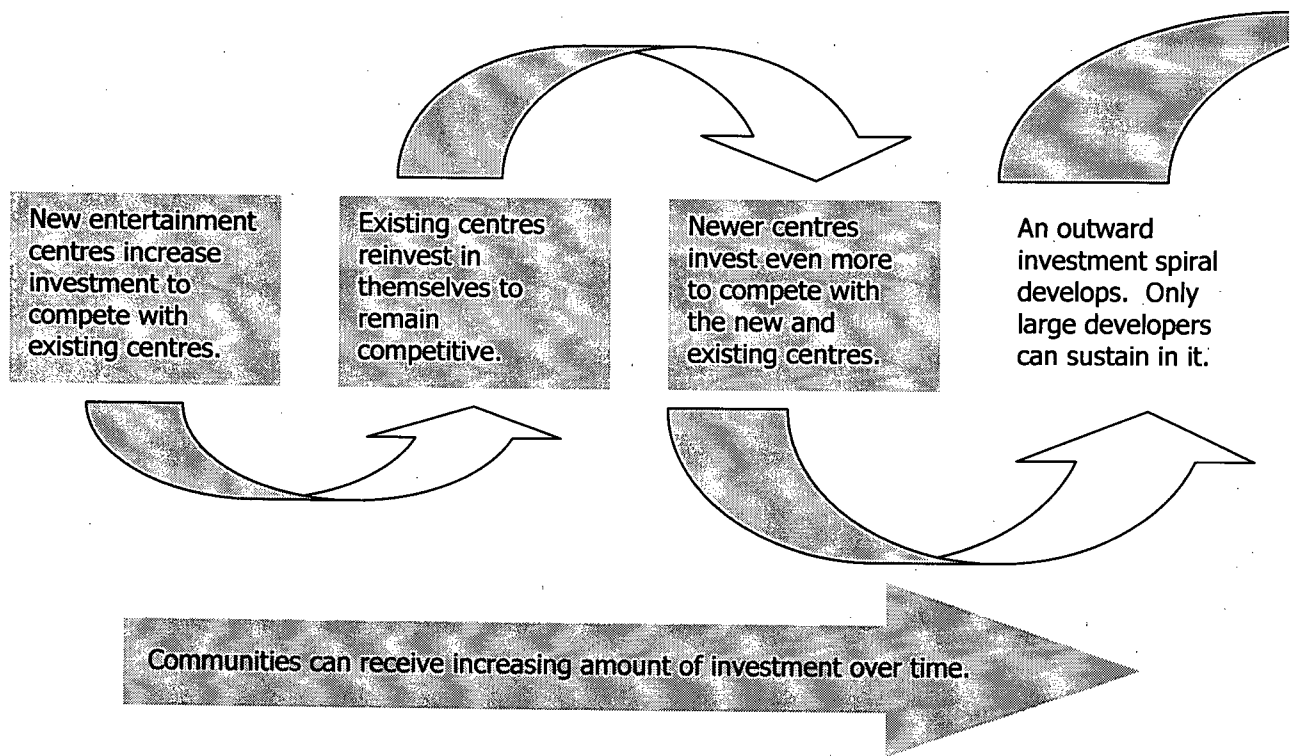 New entertainment
centres increase
investment to
compete with
existing centres.
Existing centres
reinvest in
themselves to
remain
competitive.
Newer centres
invest even more
to compete with
the new and
existing centres.
An outward
investment spiral
develops.  Only
large developers
can sustain in it.
Communities can receive increasing amount of investment over time.